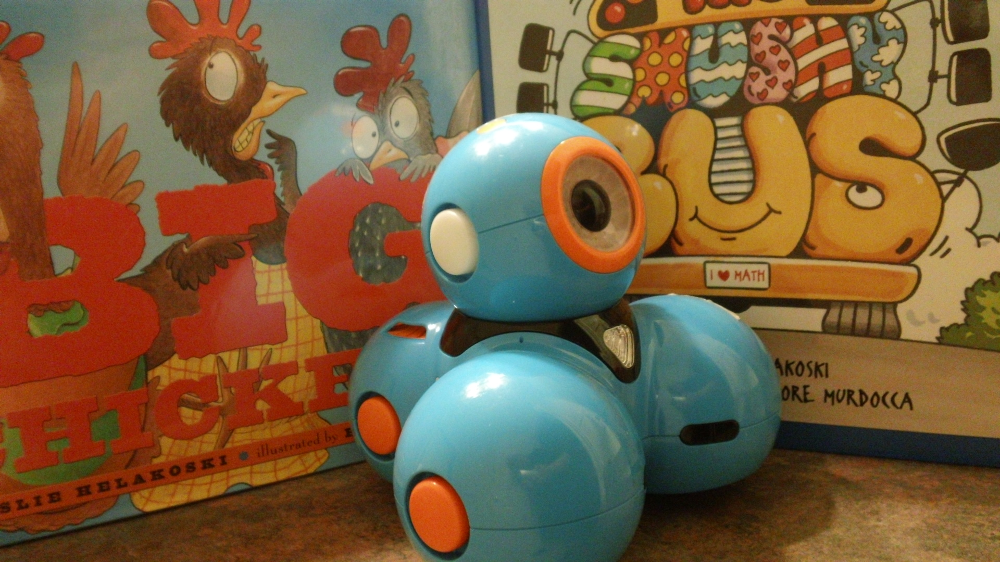 BIG
CHICKE
SLIE HELAKOSKI • illustrated by
SMUSHY
BUS
I ♥ MATH
AKOSKI
ORE MURDOCCA